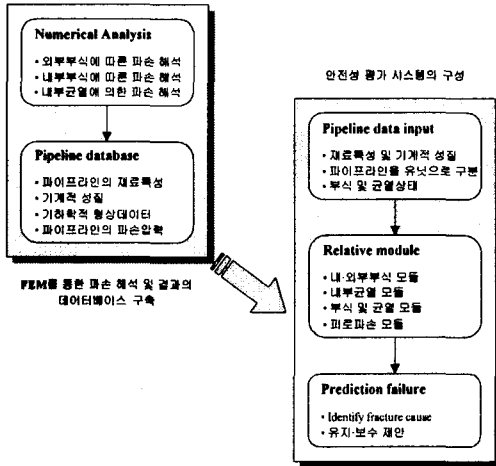 Numerical Analysis
• 외부부식에 따른 파손 해석
• 내부부식에 따른 파손 해석
• 내부균열에 의한 파손 해석
Pipeline database
• 파이프라인의 재료특성
• 기계적 성질
• 기하학적 형상데이터
• 파이프라인의 파손압력
FEM를 통한 파손 해석 및 결과의
데이터베이스 구축
안전성 평가 시스템의 구성
Pipeline data input
• 재료특성 및 기계적 성질
• 파이프라인을 유닛으로 구분
• 부식 및 균열상태
Relative module
• 내·외부부식 모듈
• 내부균열 모듈
• 부식 및 균열 모듈
• 피로파손 모듈
Prediction failure
• Identify fracture cause
• 유지·보수 제안